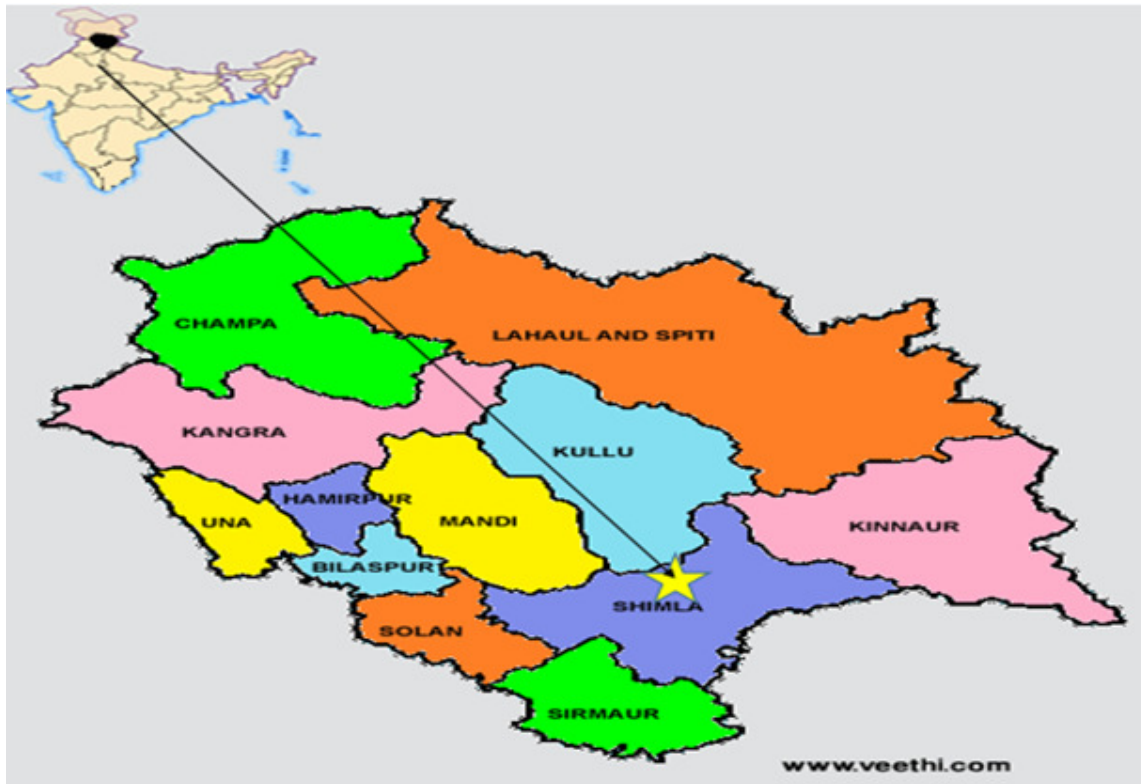 CHAMPA
LAHAUL AND SPITI
KANGRA
KULLU
HAMIRPUR
UNA
MANDI
KINNAUR
BILASPUR
SHIMLA
SOLAN
SIRMAUR
www.veethi.com